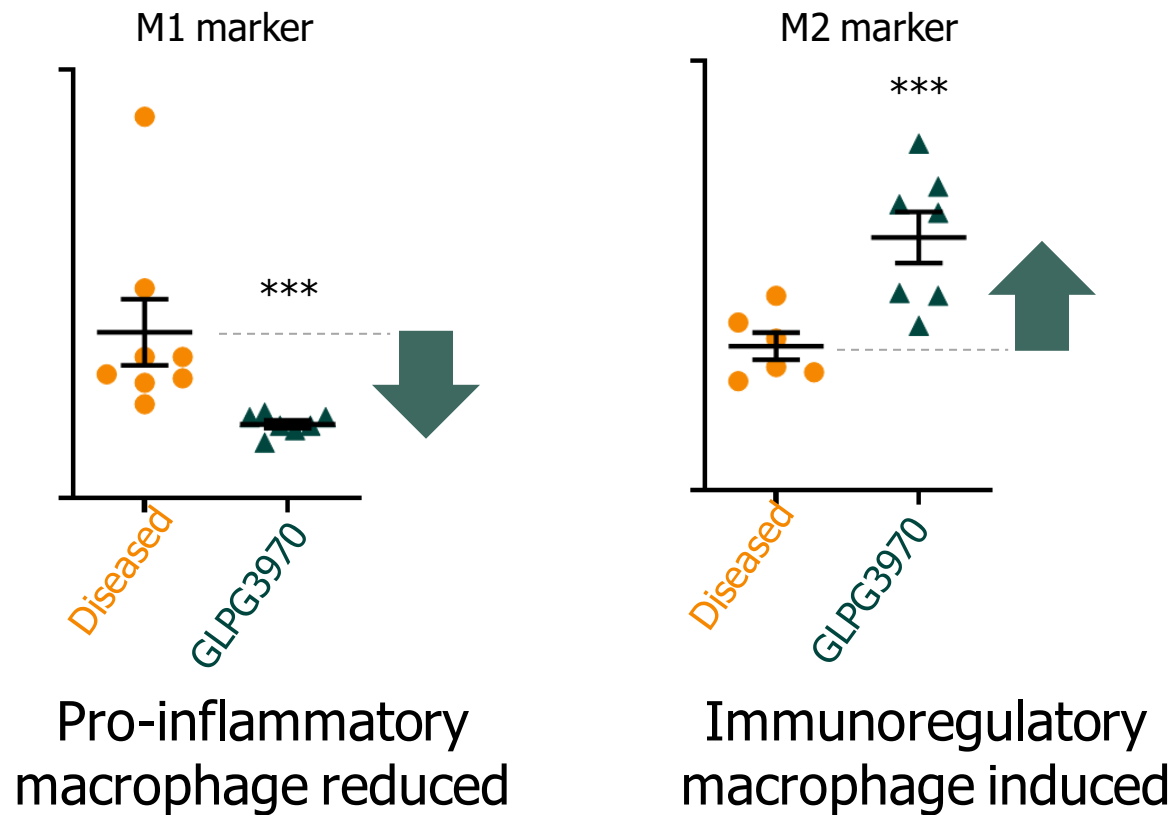 M1 marker
***
Diseased
GLPG3970
Pro-inflammatory
macrophage reduced
M2 marker
***
Diseased
GLPG3970
Immunoregulatory
macrophage induced